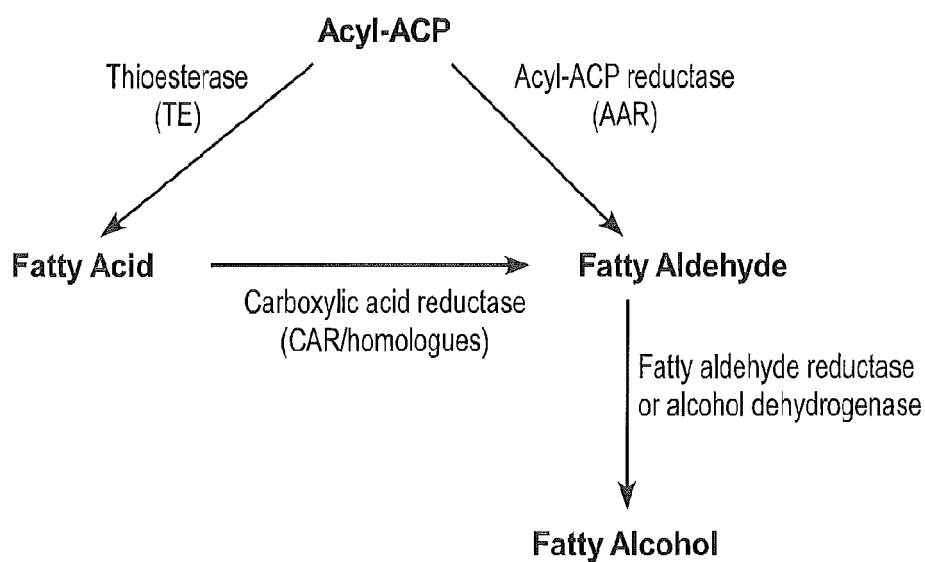 Acyl-ACP
Thioesterase
(TE)
Acyl-ACP reductase
(AAR)
Fatty Acid
Fatty Aldehyde
Carboxylic acid reductase
(CAR/homologues)
Fatty aldehyde reductase
or alcohol dehydrogenase
Fatty Alcohol